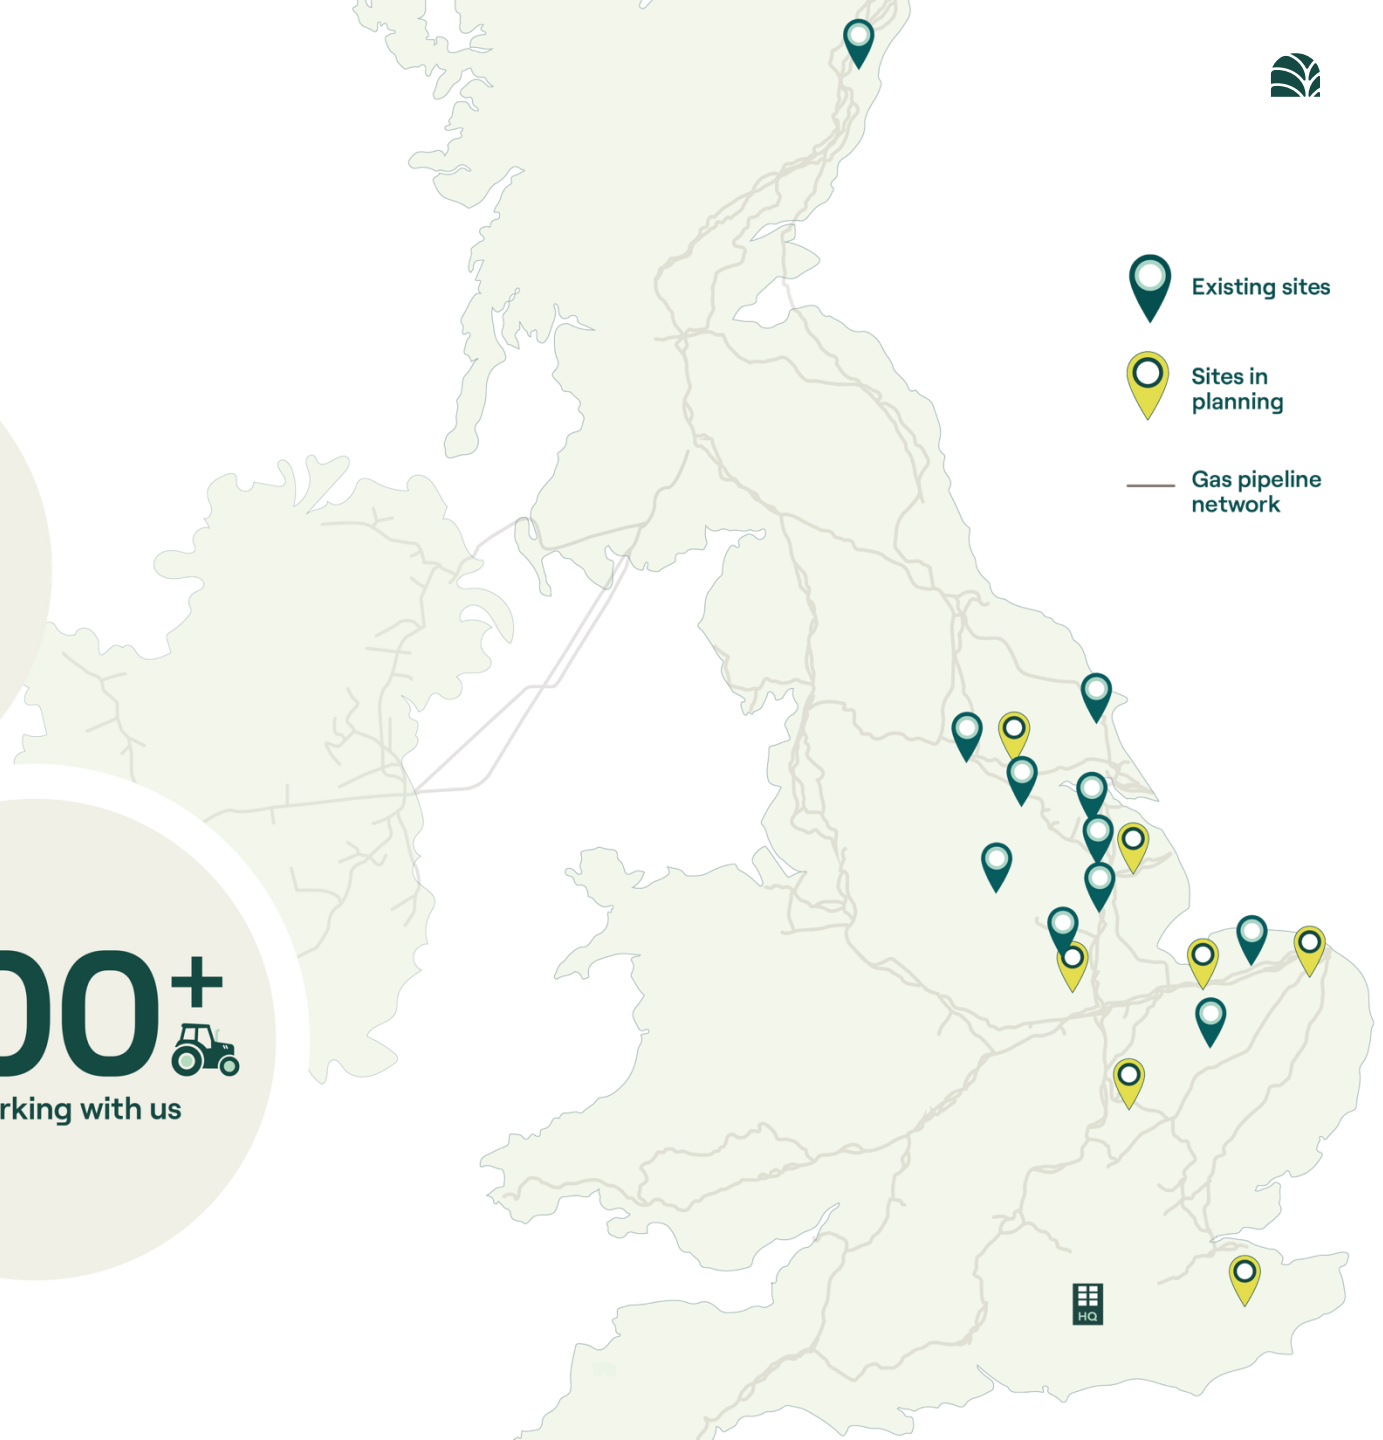 Existing sites
Sites in
planning
Gas pipeline
network
00+
rking with us
HQ